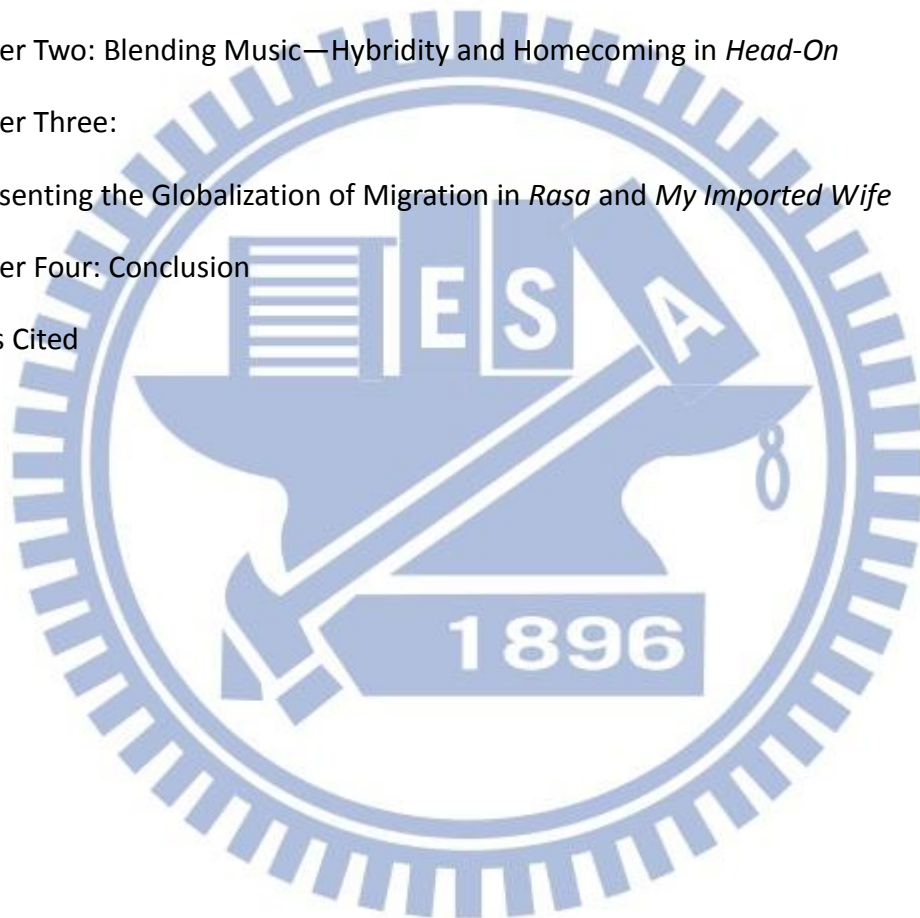 er Two: Blending Music—Hybridity and Homecoming in Head-On
er Three:
senting the Globalization of Migration in Rasa and My Imported Wife
er Four: Conclusion
s Cited
E S A
8
1896